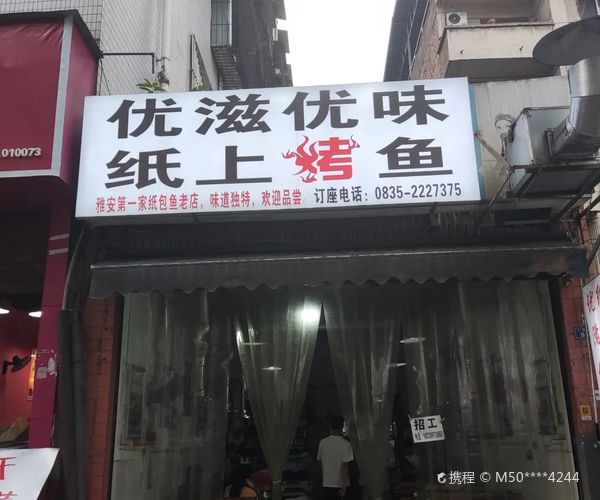 优滋优味
纸上烤鱼
雅安第一家纸包鱼老店，味道独特，欢迎品尝。订座电话：0835-2227375
010073
招工
携程 © M50****4244